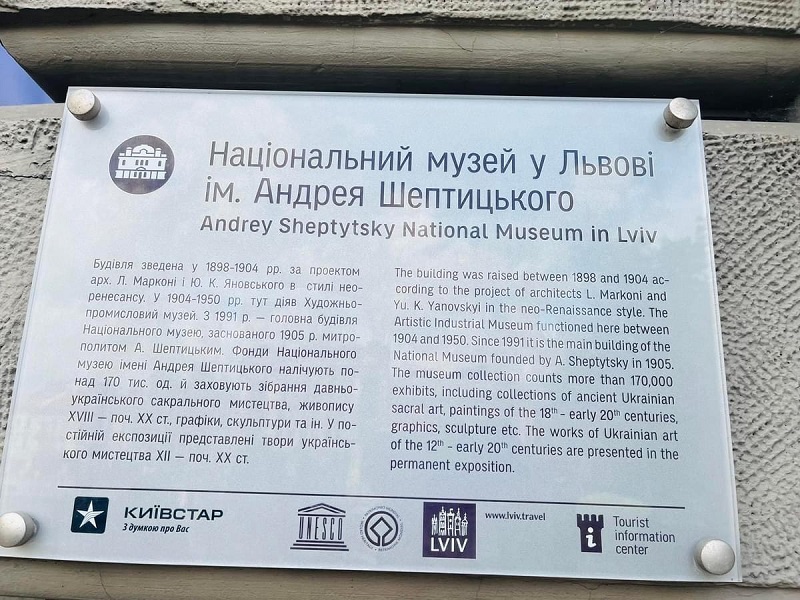 Національний музей у Львові
ім. Андрея Шептицького
Andrey Sheptytsky National Museum in Lviv
Будівля зведена у 1898-1904 рр. за проектом
арх. Л. Марконі і Ю. К. Яновського в стилі нео-
ренесансу. У 1904-1950 рр. тут діяв Художньо-
промисловий музей. З 1991 р. – головна будівля
Національного музею, заснованого 1905 р. митро-
политом А. Шептицьким. Фонди Національного
музею імені Андрея Шептицького налічують по-
над 170 тис. од. й заховують зібрання давньо-
українського сакрального мистецтва, живопису
XVIII – поч. XX ст., графіки, скульптури та ін. У по-
стійній експозиції представлені твори українсь-
кого мистецтва XII – поч. XX ст.
The building was raised between 1898 and 1904 ac-
cording to the project of architects L. Markoni and
Yu. K. Yanovskyi in the neo-Renaissance style. The
Artistic Industrial Museum functioned here between
1904 and 1950. Since 1991 it is the main building of the
National Museum founded by A. Sheptytsky in 1905.
The museum collection counts more than 170,000
exhibits, including collections of ancient Ukrainian
sacral art, paintings of the 18th - early 20th centuries,
graphics, sculpture etc. The works of Ukrainian art
of the 12th - early 20th centuries are presented in the
permanent exposition.
КИЇВСТАР
З думкою про Вас
UNESCO
LVIV
www.lviv.travel
Tourist
information
center